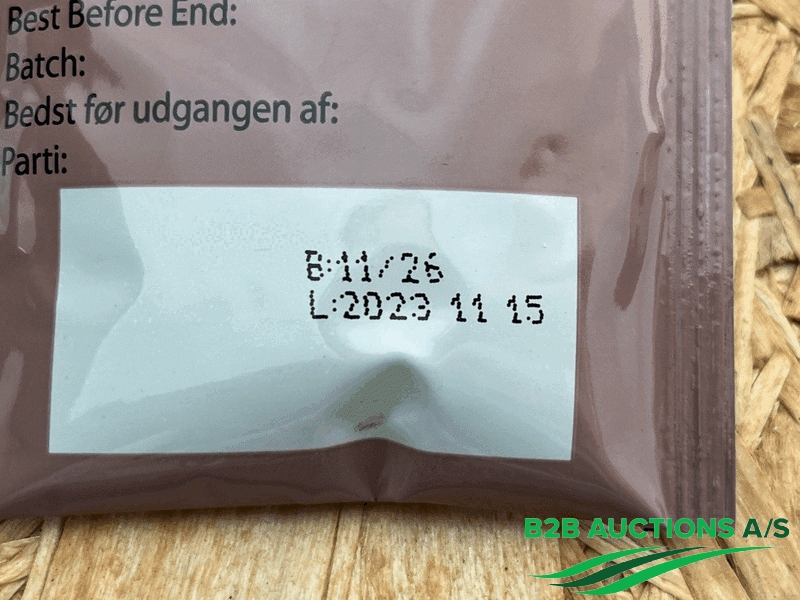 Best Before End:
Batch:
Bedst før udgangen af:
Parti:
B:11/26
L:2023 11 15
B2B AUCTIONS A/S